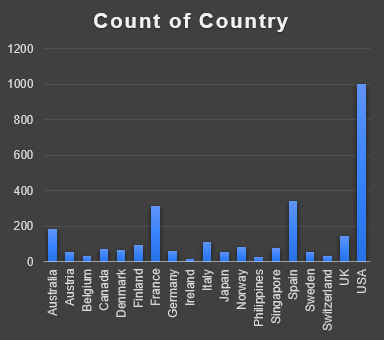 Count of Country
1200
1000
800
600
400
200
0
Australia
Austria
Belgium
Canada
Denmark
Finland
France
Germany
Ireland
Italy
Japan
Norway
Philippines
Singapore
Spain
Sweden
Switzerland
UK
USA